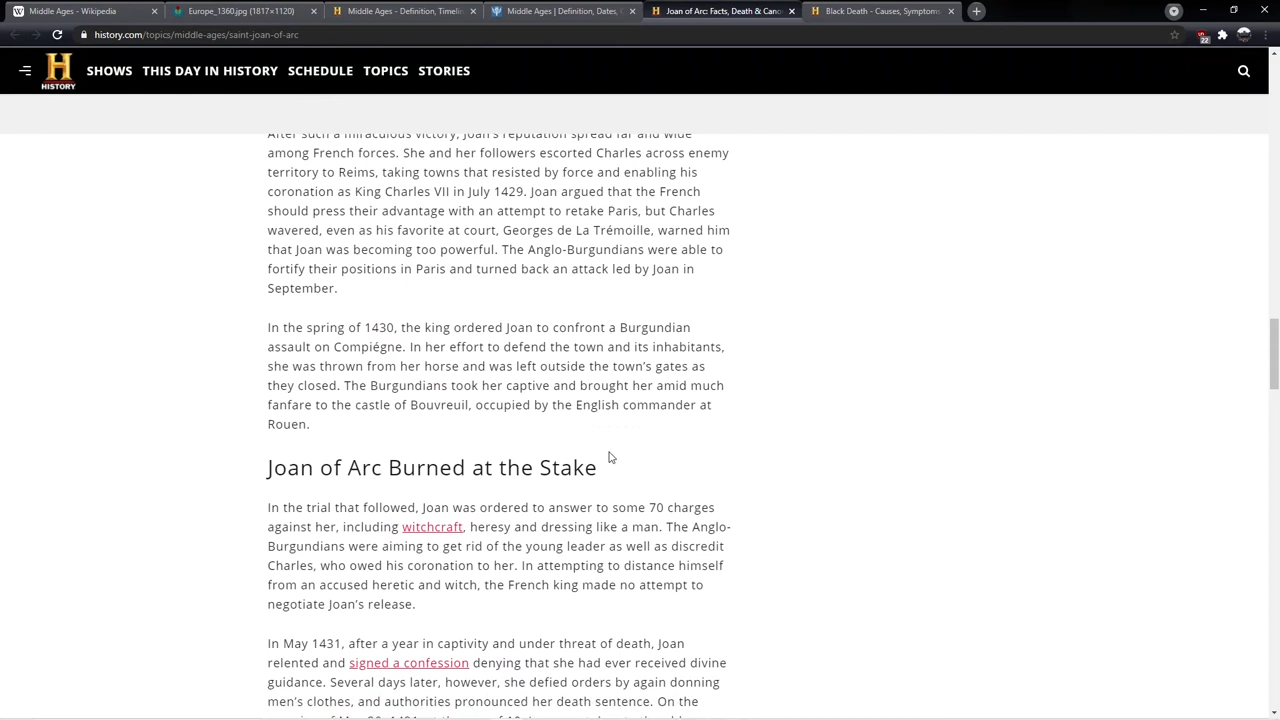 Middle Ages - Wikipedia
Europe_1360.jpg (1817×1120)
Middle Ages - Definition, Timelin
Middle Ages | Definition, Dates, C
Joan of Arc: Facts, Death & Cano
Black Death - Causes, Symptoms
history.com/topics/middle-ages/saint-joan-of-arc
22
HISTORY
SHOWS THIS DAY IN HISTORY SCHEDULE TOPICS STORIES
After such a miraculous victory, Joan's reputation spread far and wide
among French forces. She and her followers escorted Charles across enemy
territory to Reims, taking towns that resisted by force and enabling his
coronation as King Charles VII in July 1429. Joan argued that the French
should press their advantage with an attempt to retake Paris, but Charles
wavered, even as his favorite at court, Georges de La Trémoille, warned him
that Joan was becoming too powerful. The Anglo-Burgundians were able to
fortify their positions in Paris and turned back an attack led by Joan in
September.
In the spring of 1430, the king ordered Joan to confront a Burgundian
assault on Compiégne. In her effort to defend the town and its inhabitants,
she was thrown from her horse and was left outside the town's gates as
they closed. The Burgundians took her captive and brought her amid much
fanfare to the castle of Bouvreuil, occupied by the English commander at
Rouen.
Joan of Arc Burned at the Stake
In the trial that followed, Joan was ordered to answer to some 70 charges
against her, including witchcraft, heresy and dressing like a man. The Anglo-
Burgundians were aiming to get rid of the young leader as well as discredit
Charles, who owed his coronation to her. In attempting to distance himself
from an accused heretic and witch, the French king made no attempt to
negotiate Joan's release.
In May 1431, after a year in captivity and under threat of death, Joan
relented and signed a confession denying that she had ever received divine
guidance. Several days later, however, she defied orders by again donning
men's clothes, and authorities pronounced her death sentence. On the